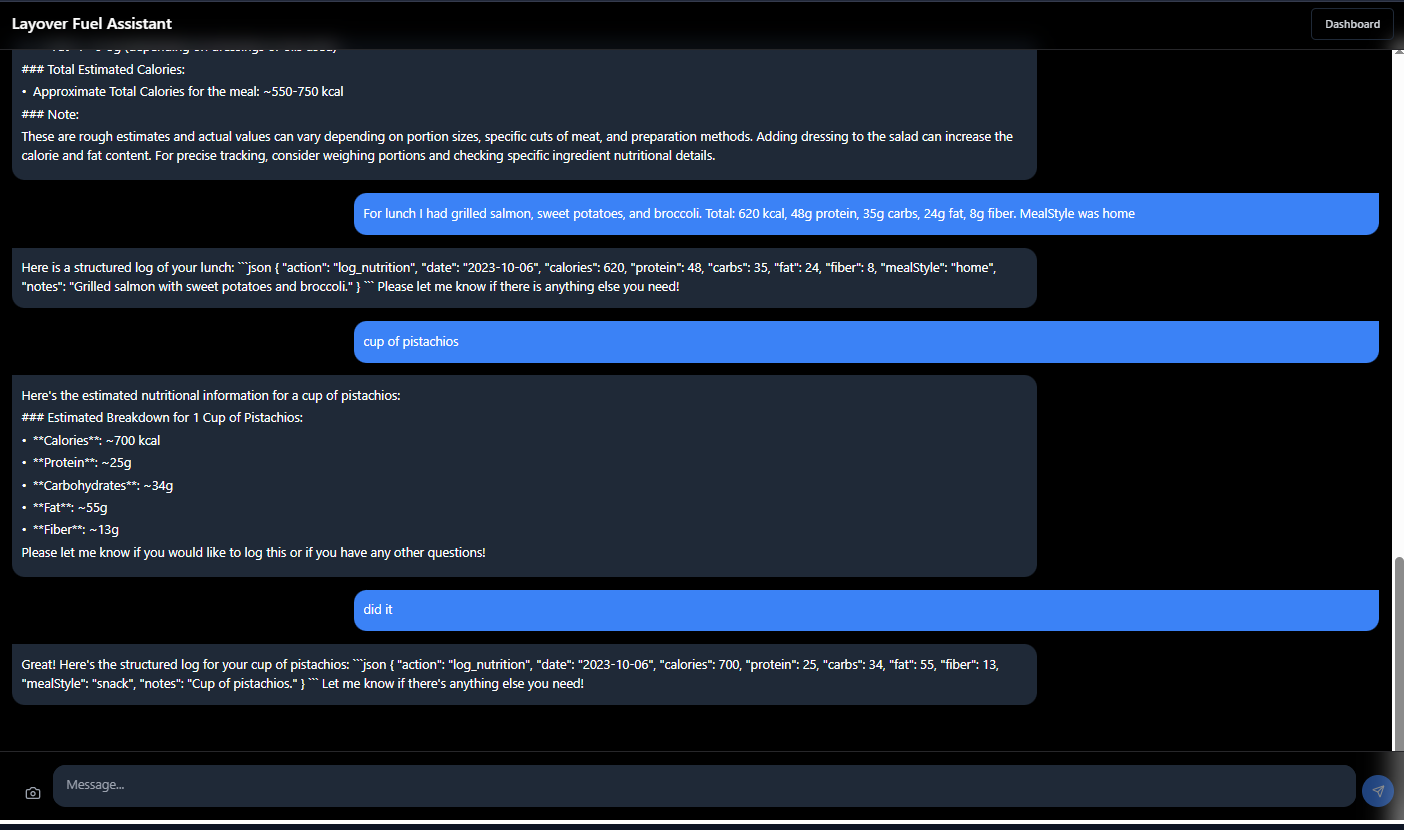 Layover Fuel Assistant
Dashboard
### Total Estimated Calories:
• Approximate Total Calories for the meal: ~550-750 kcal
### Note:
These are rough estimates and actual values can vary depending on portion sizes, specific cuts of meat, and preparation methods. Adding dressing to the salad can increase the
calorie and fat content. For precise tracking, consider weighing portions and checking specific ingredient nutritional details.
For lunch I had grilled salmon, sweet potatoes, and broccoli. Total: 620 kcal, 48g protein, 35g carbs, 24g fat, 8g fiber. MealStyle was home
Here is a structured log of your lunch: ```json { "action": "log_nutrition", "date": "2023-10-06", "calories": 620, "protein": 48, "carbs": 35, "fat": 24, "fiber": 8, "mealStyle": "home",
"notes": "Grilled salmon with sweet potatoes and broccoli." } ``` Please let me know if there is anything else you need!
cup of pistachios
Here's the estimated nutritional information for a cup of pistachios:
### Estimated Breakdown for 1 Cup of Pistachios:
• **Calories**: ~700 kcal
• **Protein**: ~25g
• **Carbohydrates**: ~34g
• **Fat**: ~55g
• **Fiber**: ~13g
Please let me know if you would like to log this or if you have any other questions!
did it
Great! Here's the structured log for your cup of pistachios: ```json { "action": "log_nutrition", "date": "2023-10-06", "calories": 700, "protein": 25, "carbs": 34, "fat": 55, "fiber": 13,
"mealStyle": "snack", "notes": "Cup of pistachios." } ``` Let me know if there's anything else you need!
Message...